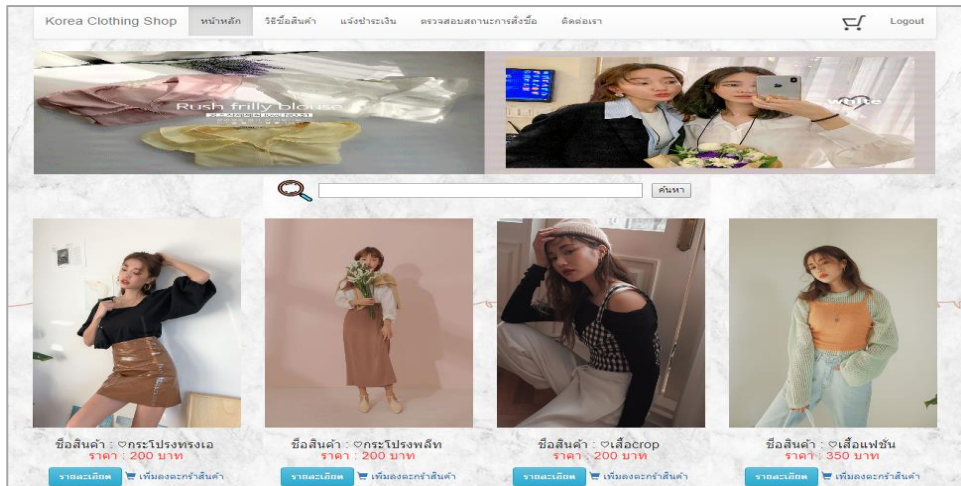 Korea Clothing Shop
หน้าหลัก
วิธีซื้อสินค้า
แจ้งชำระเงิน
ตรวจสอบสถานะการสั่งซื้อ
ติดต่อเรา
Logout
Rush frilly blouse
white
ค้นหา
ชื่อสินค้า : ♡กระโปรงทรงเอ
ราคา : 200 บาท
รายละเอียด เพิ่มลงตะกร้าสินค้า
ชื่อสินค้า : ♡กระโปรงพลีท
ราคา : 200 บาท
รายละเอียด เพิ่มลงตะกร้าสินค้า
ชื่อสินค้า : ♡เสื้อcrop
ราคา : 200 บาท
รายละเอียด เพิ่มลงตะกร้าสินค้า
ชื่อสินค้า : ♡เสื้อแฟชั่น
ราคา : 350 บาท
รายละเอียด เพิ่มลงตะกร้าสินค้า